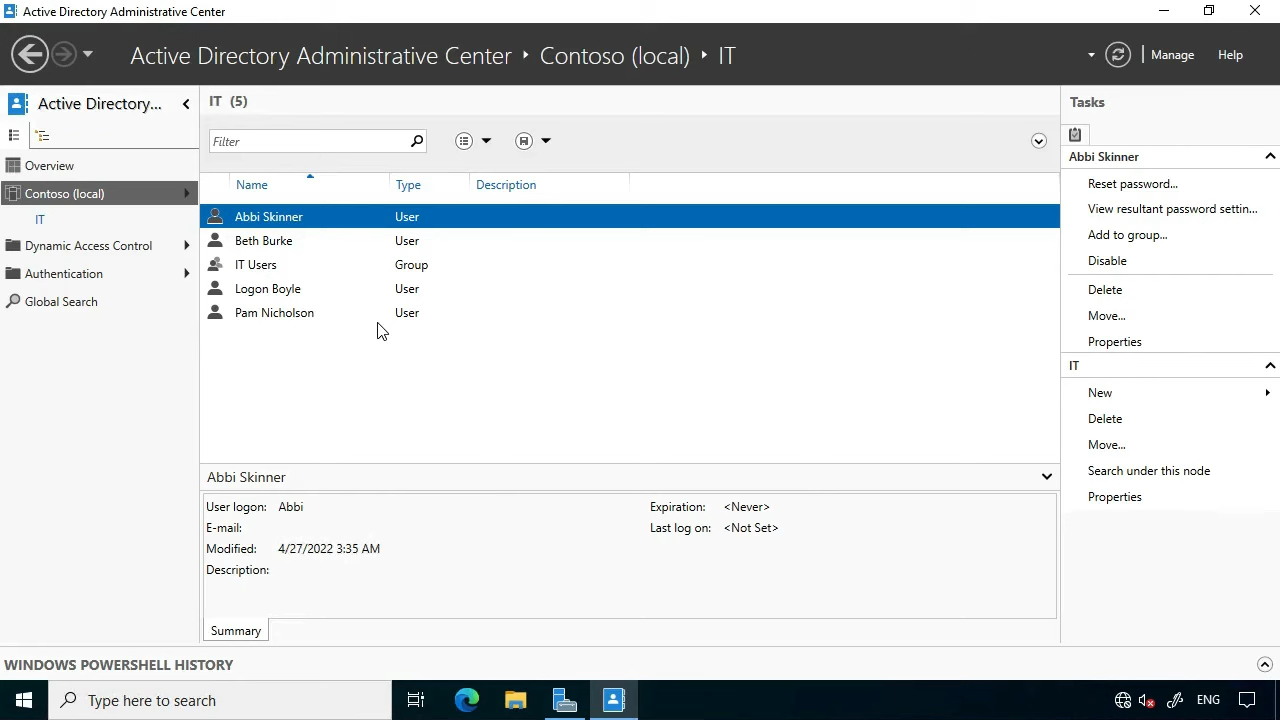 Active Directory Administrative Center
Active Directory Administrative Center Contoso (local) IT
Manage
Help
Active Directory...
Overview
Contoso (local)
IT
Dynamic Access Control
Authentication
Global Search
IT (5)
Filter
Name Type Description
Abbi Skinner User
Beth Burke User
IT Users Group
Logon Boyle User
Pam Nicholson User
Abbi Skinner
User logon: Abbi
E-mail:
Modified: 4/27/2022 3:35 AM
Description:
Expiration: <Never>
Last log on: <Not Set>
Summary
Tasks
Abbi Skinner
Reset password...
View resultant password settin...
Add to group...
Disable
Delete
Move...
Properties
IT
New
Delete
Move...
Search under this node
Properties
WINDOWS POWERSHELL HISTORY
Type here to search
ENG